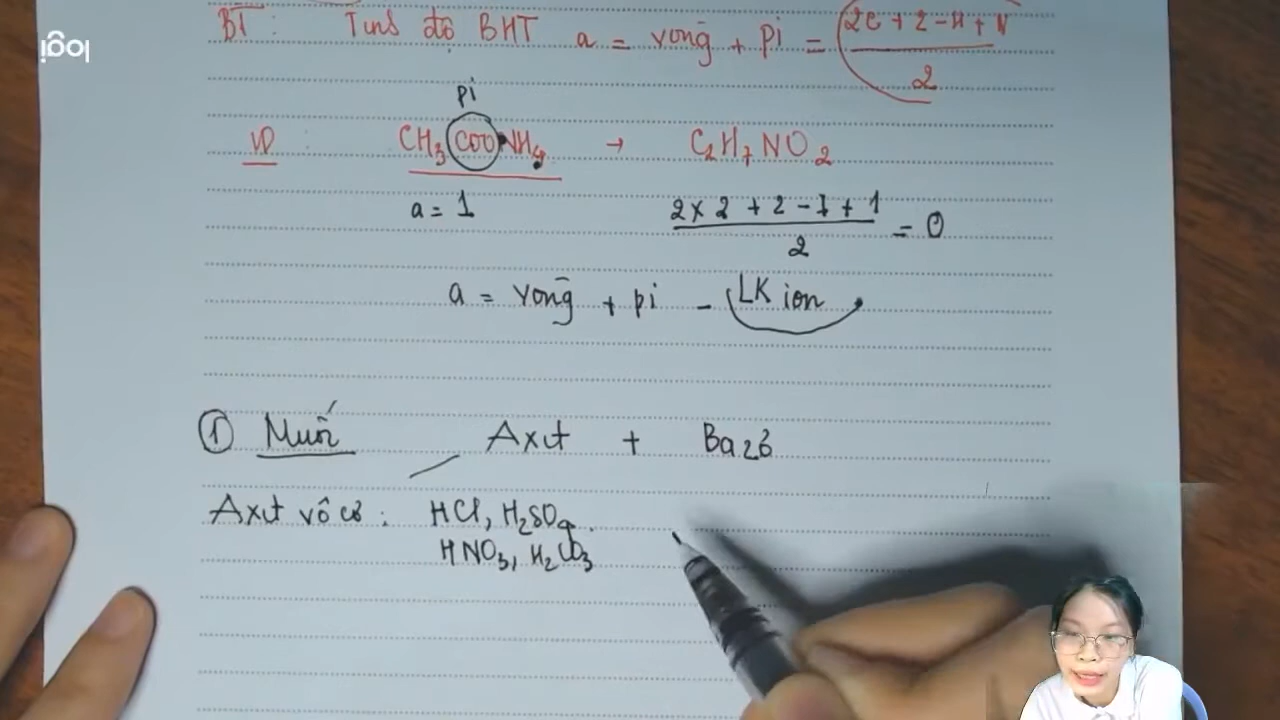 logi
BT : Tính độ BHT a = vòng + pi = (2C + 2 - H + N / 2
pi
VD : CH3COONH4 → C2H7NO2
a = 1 2 x 2 + 2 - 7 + 1 / 2 = 0
a = vòng + pi - LK ion
① Muối Axit + Bazơ
Axit vô cơ : HCl, H2SO4.
HNO3, H2CO3